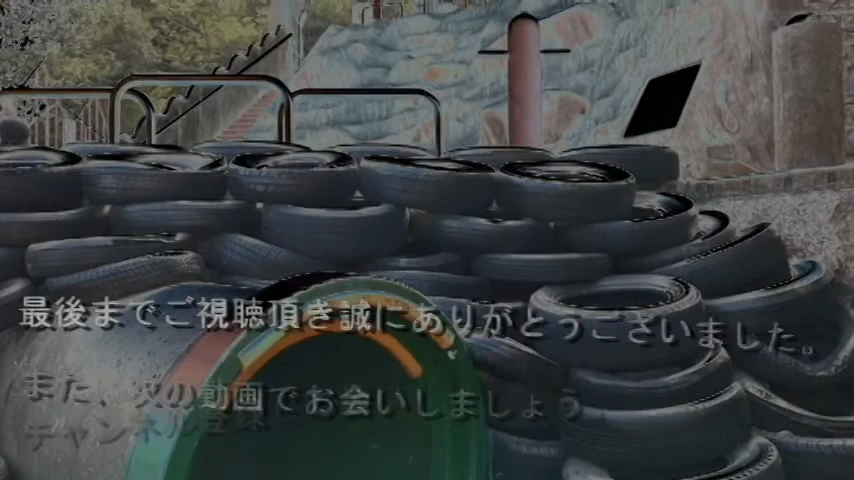 最後までご視聴頂き誠にありがとうございました。
また、次の動画でお会いしましょう
チャンネル登録